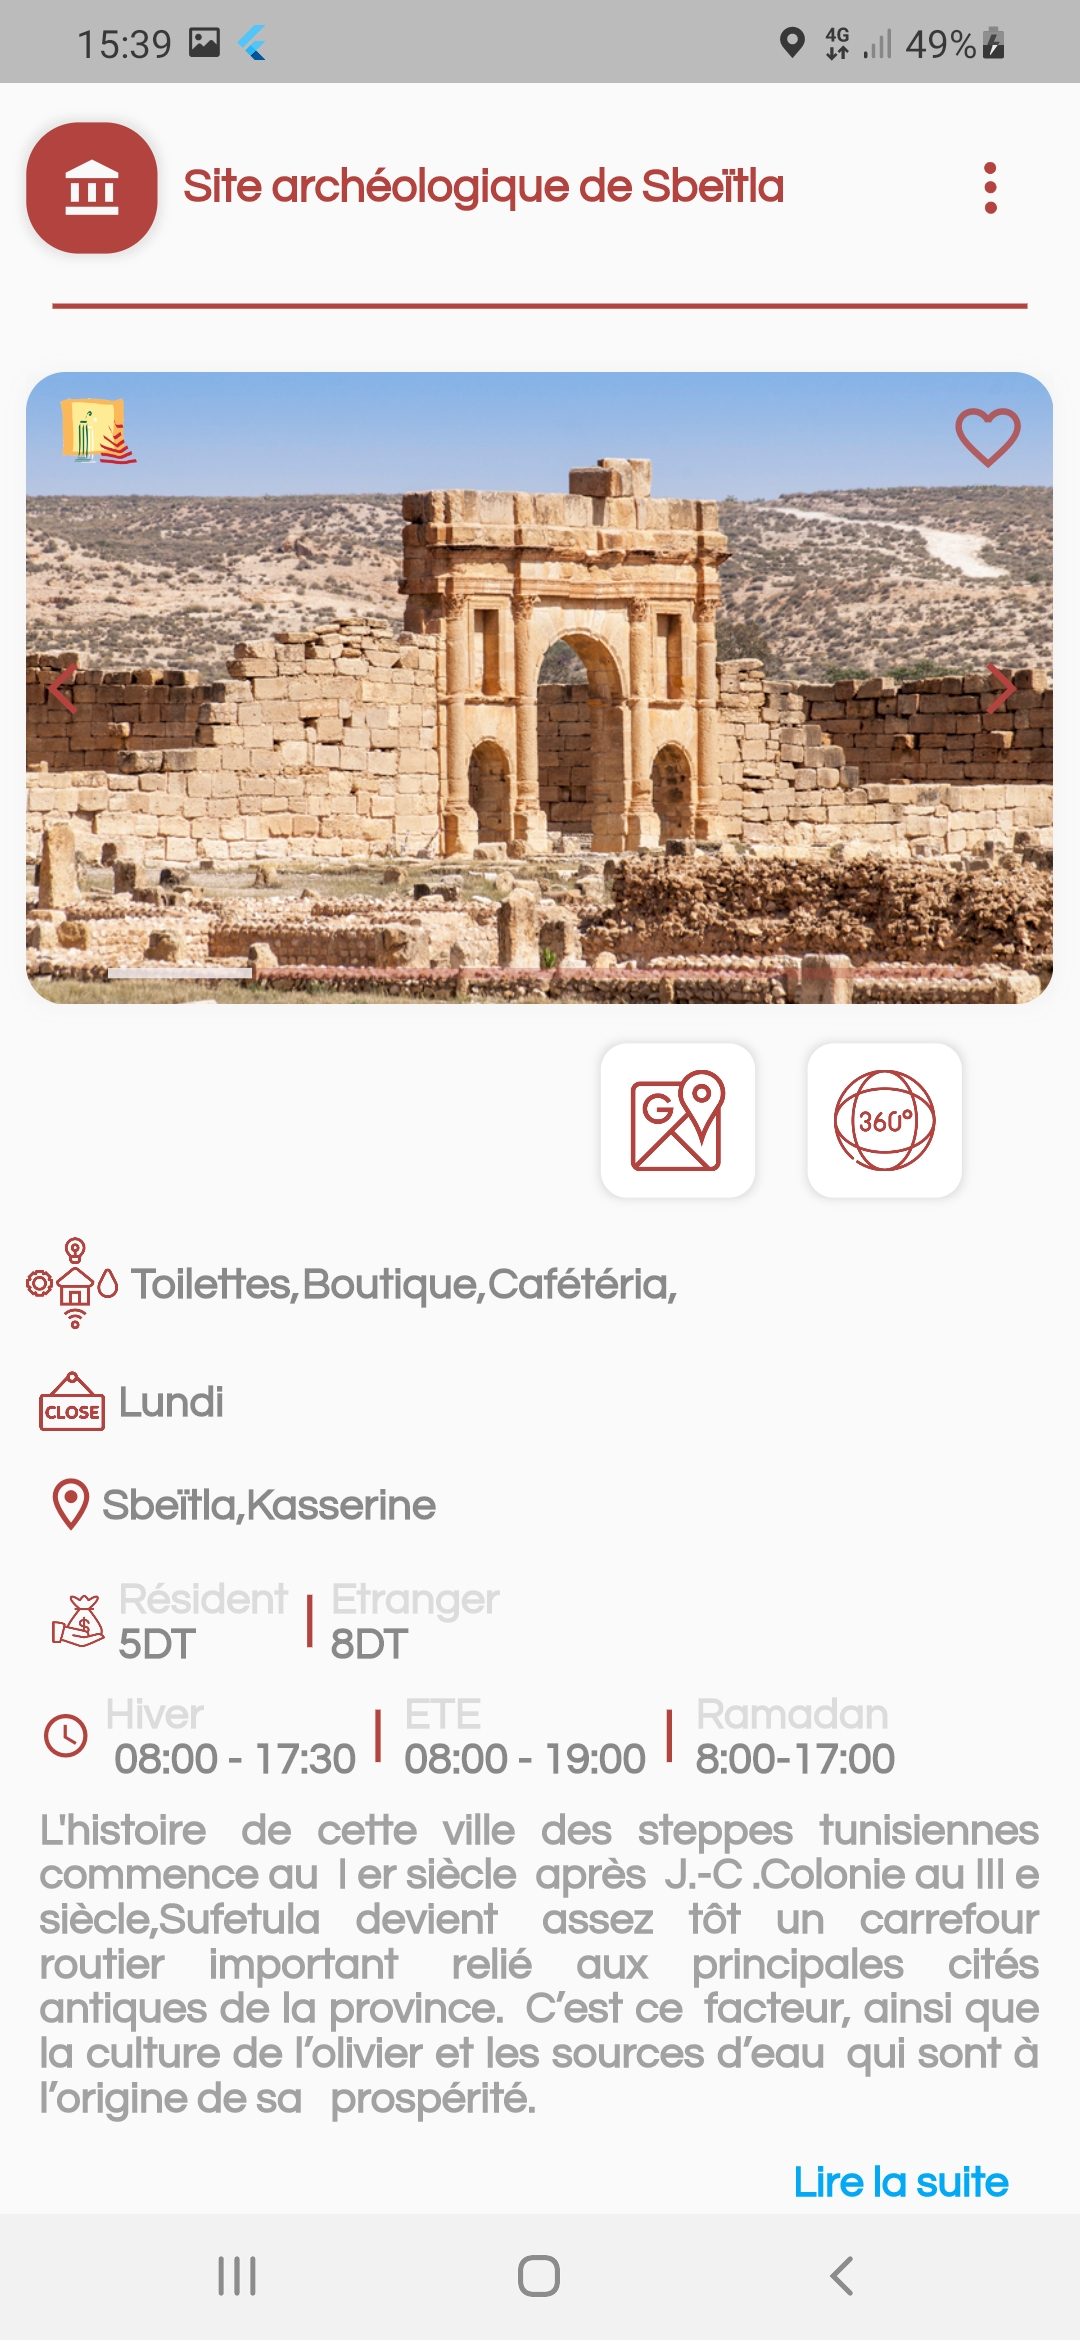 15:39
4G 49%
Site archéologique de Sbeïtla
G
360°
Toilettes,Boutique,Cafétéria,
CLOSE Lundi
Sbeïtla,Kasserine
Résident Etranger
$ 5DT 8DT
Hiver ETE Ramadan
08:00 - 17:30 08:00 - 19:00 8:00-17:00
L'histoire de cette ville des steppes tunisiennes
commence au I er siècle après J.-C .Colonie au III e
siècle,Sufetula devient assez tôt un carrefour
routier important relié aux principales cités
antiques de la province. C’est ce facteur, ainsi que
la culture de l’olivier et les sources d’eau qui sont à
l’origine de sa prospérité.
Lire la suite